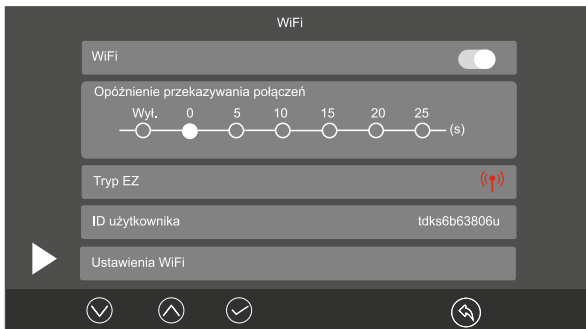 WiFi
WiFi
Opóźnienie przekazywania połączeń
Wył. 0 5 10 15 20 25
(s)
Tryp EZ
ID użytkownika tdks6b63806u
Ustawienia WiFi